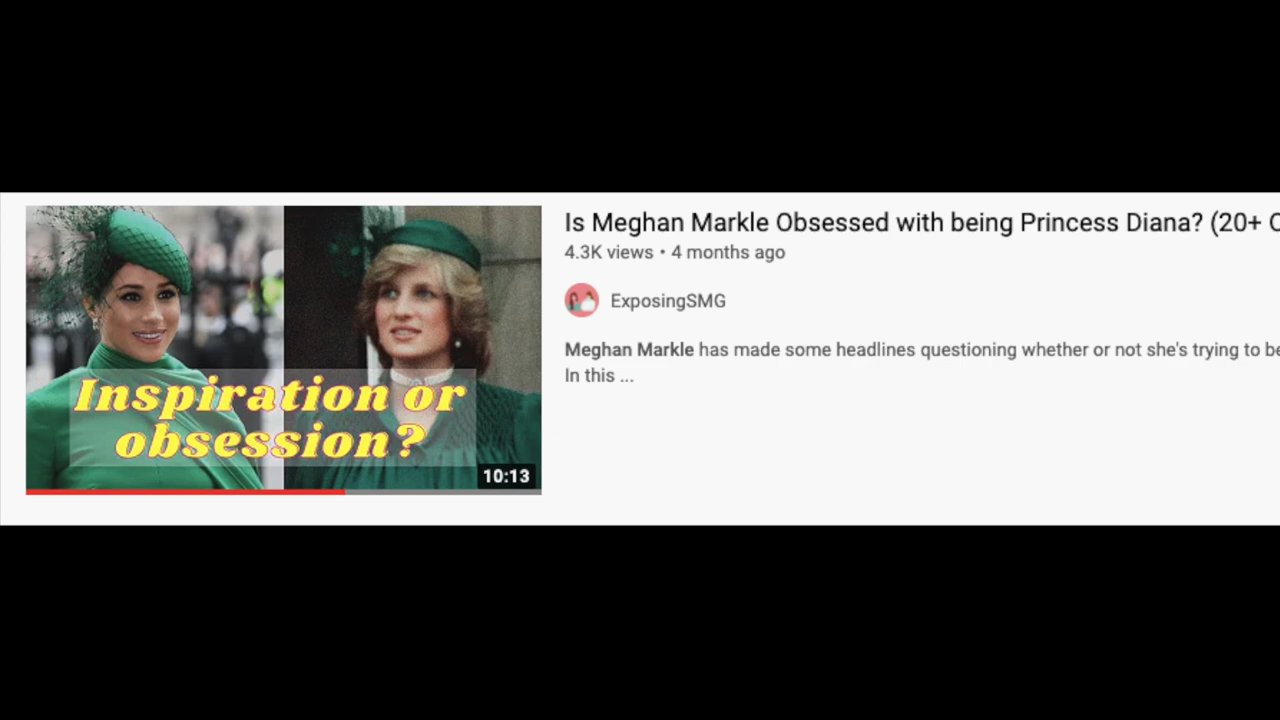 Inspiration or
obsession?
10:13
Is Meghan Markle Obsessed with being Princess Diana? (20+
4.3K views • 4 months ago
ExposingSMG
Meghan Markle has made some headlines questioning whether or not she's trying to be
In this ...